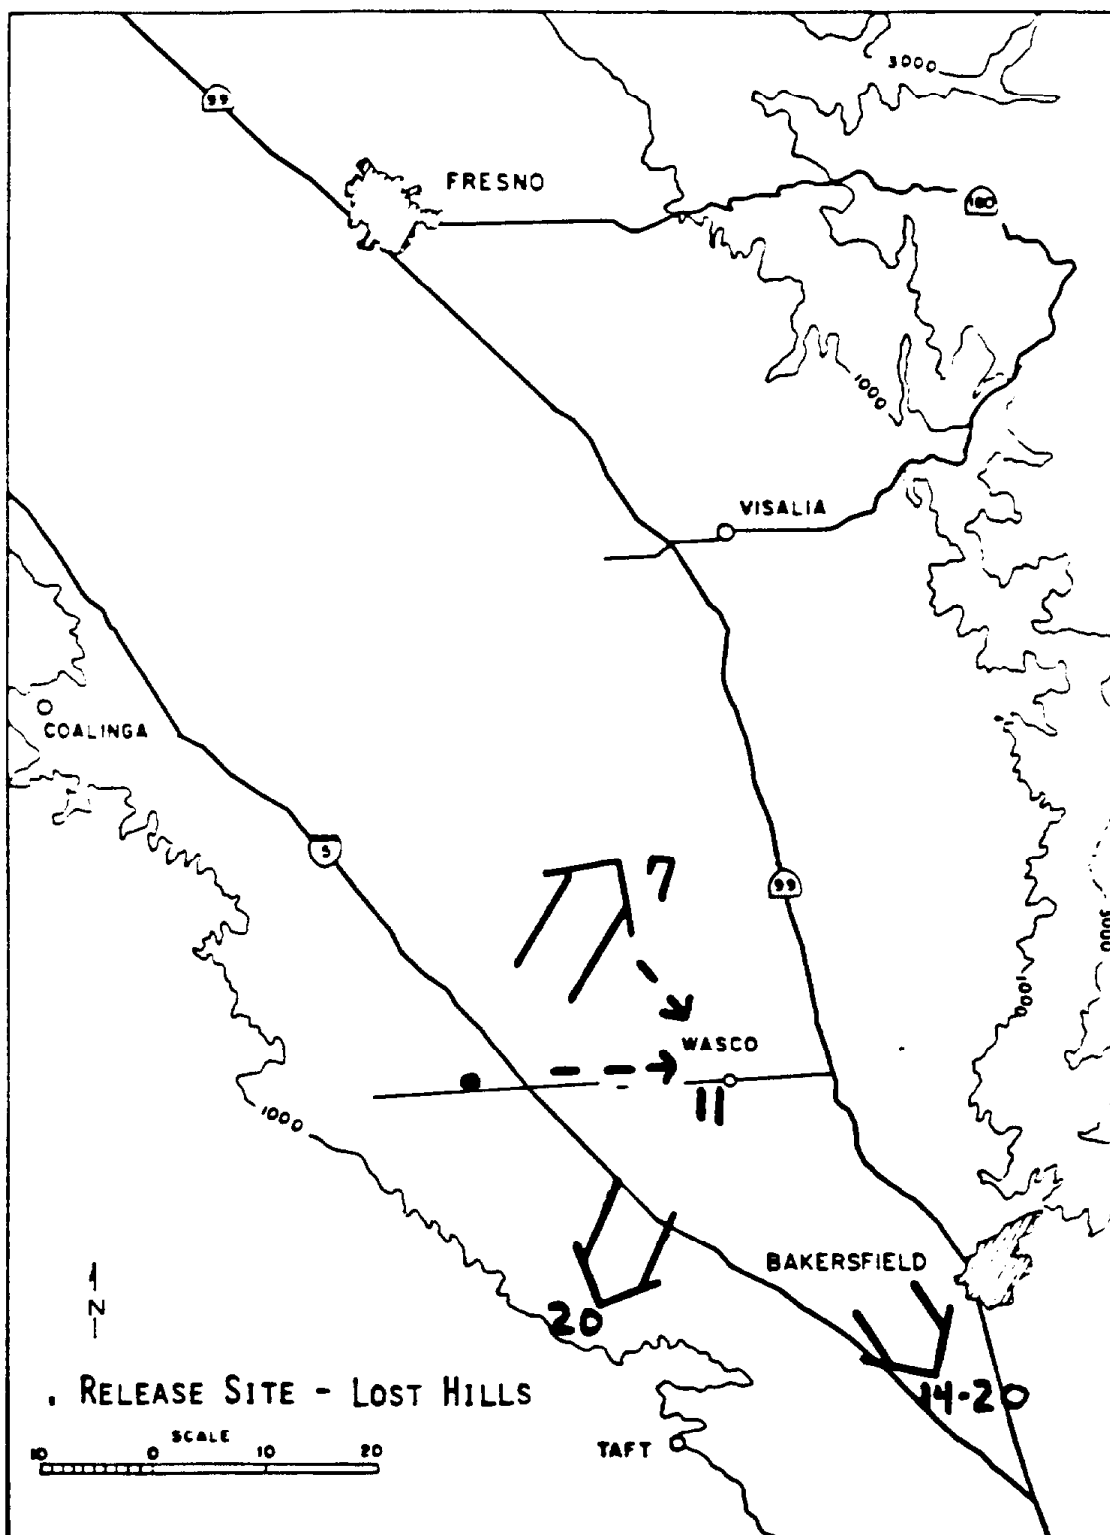 3000
99
FRESNO
180
1000
VISALIA
COALINGA
5
7
99
3000
1000
WASCO
11
1000
BAKERSFIELD
N
20
. RELEASE SITE - LOST HILLS
14-20
SCALE
10 0 10 20
TAFT